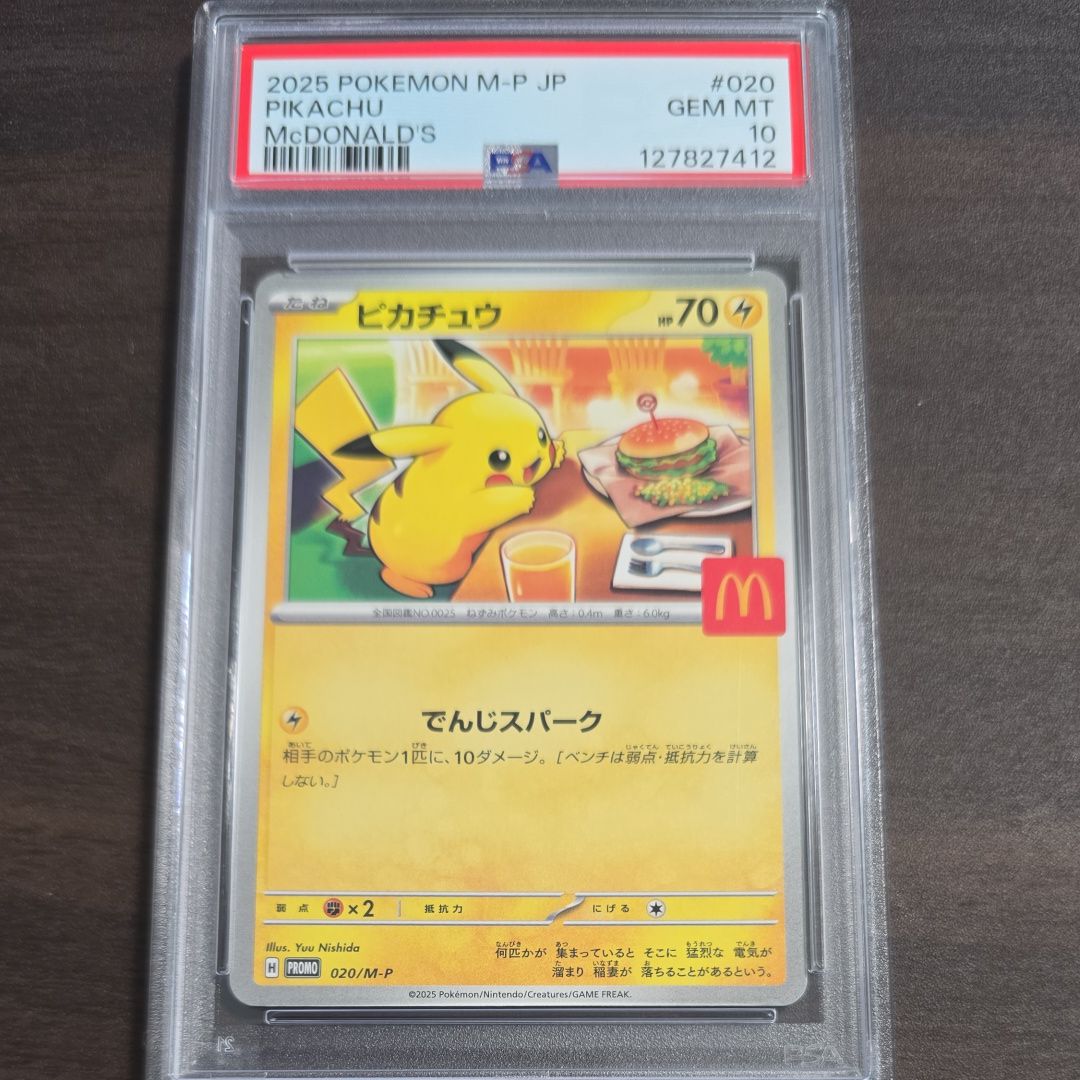 2025 POKEMON M-P JP #020
PIKACHU GEM MT
McDONALD'S 10
PSA 127827412
たね ピカチュウ HP70
M
全国図鑑NO.0025 ねずみポケモン 高さ:0.4m 重さ:6.0kg
でんじスパーク
相手のポケモン1匹に、10ダメージ。[ベンチは弱点・抵抗力を計算
しない。]
弱点 ×2 抵抗力 にげる
Illus. Yuu Nishida
何匹かが 集まっていると そこに 猛烈な 電気が
溜まり 稲妻が 落ちることがあるという。
H PROMO 020/M-P
©2025 Pokémon/Nintendo/Creatures/GAME FREAK.
PSA